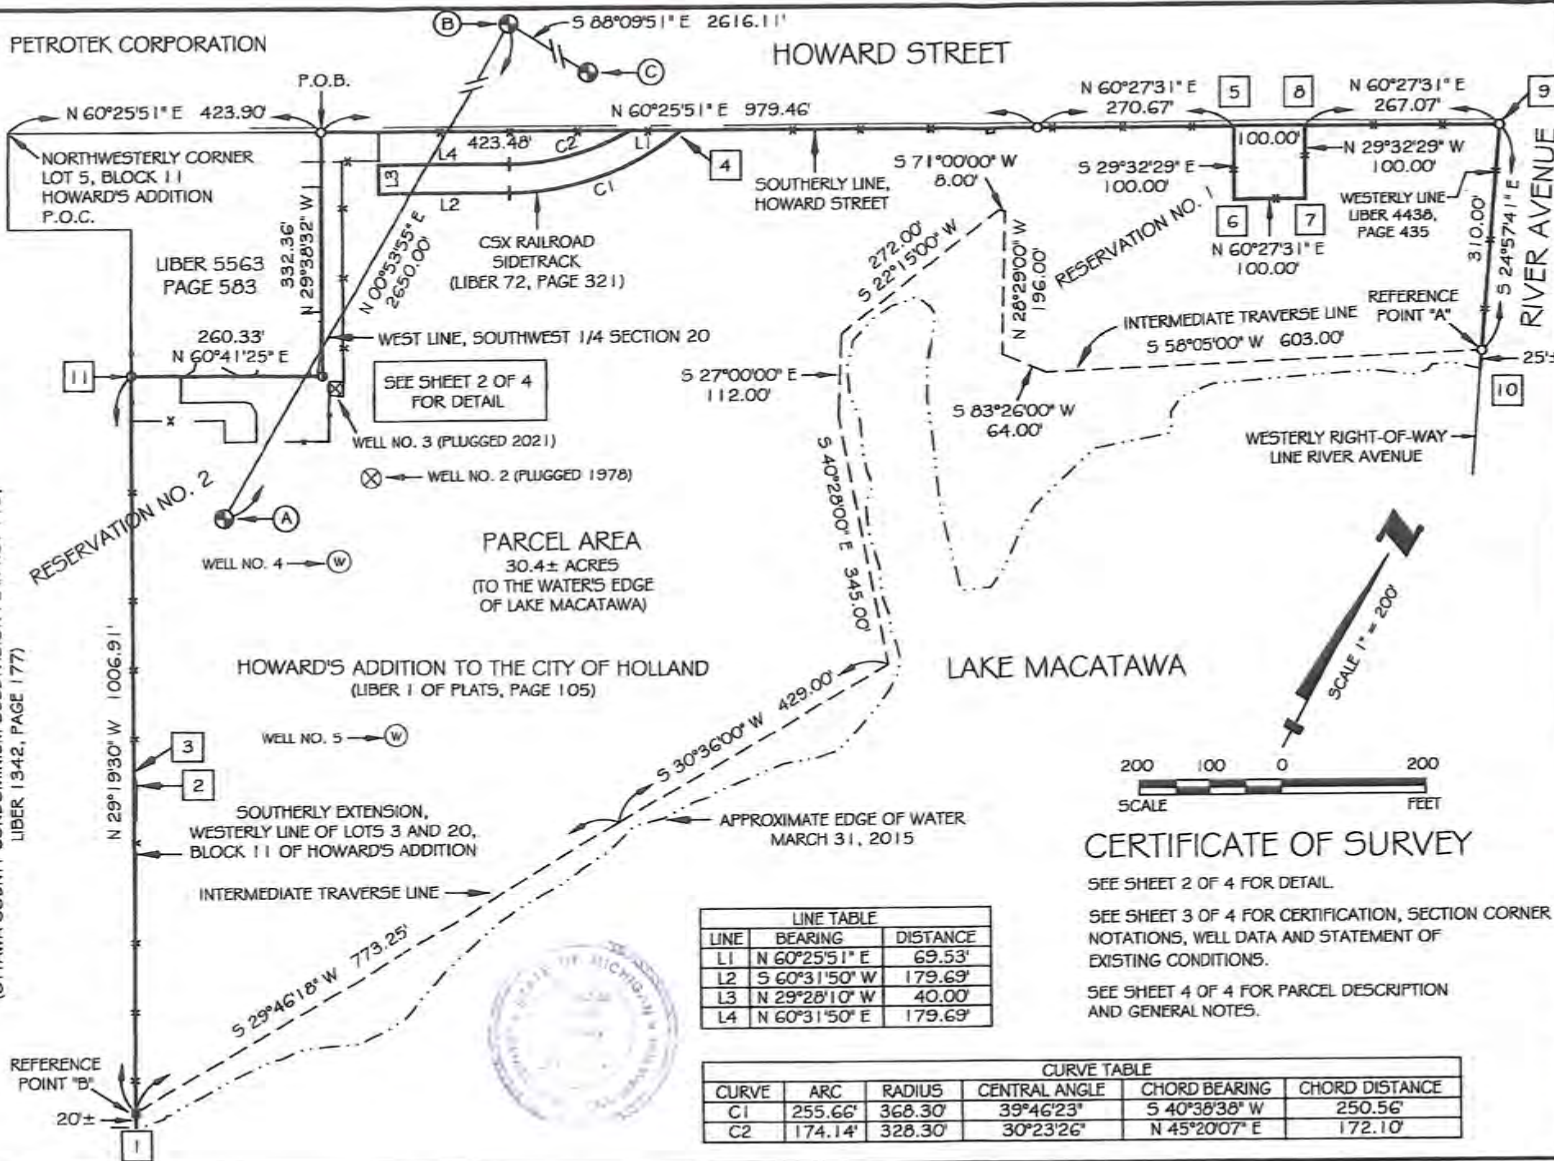 PETROTEK CORPORATION
HOWARD STREET
B
S 88°09'51" E 2616.11'
C
P.O.B.
N 60°25'51" E 423.90'
N 60°25'51" E 979.46'
N 60°27'31" E
270.67'
5
8
N 60°27'31" E
267.07'
9
RIVER AVENUE
NORTHWESTERLY CORNER
LOT 5, BLOCK 11
HOWARD'S ADDITION
P.O.C.
423.48'
L4
C2
L1
L3
L2
C1
4
SOUTHERLY LINE,
HOWARD STREET
S 71°00'00" W
8.00'
100.00'
S 29°32'29" E
100.00'
N 29°32'29" W
100.00'
6
7
N 60°27'31" E
100.00'
WESTERLY LINE
LIBER 4438,
PAGE 435
310.00'
S 24°57'41" E
RESERVATION NO. 1
LIBER 5563
PAGE 583
332.36'
N 29°38'32" W
N 00°53'55" E
2650.00'
CSX RAILROAD
SIDETRACK
(LIBER 72, PAGE 321)
272.00'
S 22°15'00" W
N 28°29'00" W
196.00'
INTERMEDIATE TRAVERSE LINE
S 58°05'00" W 603.00'
REFERENCE
POINT "A"
25'±
10
260.33'
N 60°41'25" E
WEST LINE, SOUTHWEST 1/4 SECTION 20
11
SEE SHEET 2 OF 4
FOR DETAIL
S 27°00'00" E
112.00'
S 83°26'00" W
64.00'
WESTERLY RIGHT-OF-WAY
LINE RIVER AVENUE
WELL NO. 3 (PLUGGED 2021)
WELL NO. 2 (PLUGGED 1978)
RESERVATION NO. 2
A
S 40°28'00" E 345.00'
PARCEL AREA
30.4± ACRES
(TO THE WATER'S EDGE
OF LAKE MACATAWA)
WELL NO. 4
W
SCALE 1" = 200'
LIBER 1342, PAGE 177)
N 29°19'30" W 1006.91'
HOWARD'S ADDITION TO THE CITY OF HOLLAND
(LIBER 1 OF PLATS, PAGE 105)
LAKE MACATAWA
WELL NO. 5
W
S 30°36'00" W 429.00'
3
2
200 100 0 200
SCALE FEET
SOUTHERLY EXTENSION,
WESTERLY LINE OF LOTS 3 AND 20,
BLOCK 11 OF HOWARD'S ADDITION
APPROXIMATE EDGE OF WATER
MARCH 31, 2015
CERTIFICATE OF SURVEY
SEE SHEET 2 OF 4 FOR DETAIL.
SEE SHEET 3 OF 4 FOR CERTIFICATION, SECTION CORNER
NOTATIONS, WELL DATA AND STATEMENT OF
EXISTING CONDITIONS.
SEE SHEET 4 OF 4 FOR PARCEL DESCRIPTION
AND GENERAL NOTES.
INTERMEDIATE TRAVERSE LINE
S 29°46'18" W 773.25'
STATE OF MICHIGAN
REFERENCE
POINT "B"
20'±
1
LINE TABLE
LINE BEARING DISTANCE
L1 N 60°25'51" E 69.53'
L2 S 60°31'50" W 179.69'
L3 N 29°28'10" W 40.00'
L4 N 60°31'50" E 179.69'
CURVE TABLE
CURVE ARC RADIUS CENTRAL ANGLE CHORD BEARING CHORD DISTANCE
C1 255.66' 368.30' 39°46'23" S 40°38'38" W 250.56'
C2 174.14' 328.30' 30°23'26" N 45°20'07" E 172.10'